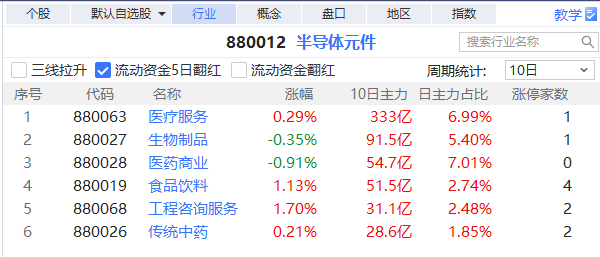 个股 默认自选股 行业 概念 盘口 地区 指数 教学
880012 半导体元件 搜索行业名称
三线拉升 流动资金5日翻红 流动资金翻红 周期统计: 10日
序号 代码 名称 涨幅 10日主力 日主力占比 涨停家数
1 880063 医疗服务 0.29% 333亿 6.99% 1
2 880027 生物制品 -0.35% 91.5亿 5.40% 1
3 880028 医药商业 -0.91% 54.7亿 7.01% 0
4 880019 食品饮料 1.13% 51.5亿 2.74% 4
5 880068 工程咨询服务 1.70% 31.1亿 2.48% 2
6 880026 传统中药 0.21% 28.6亿 1.85% 2